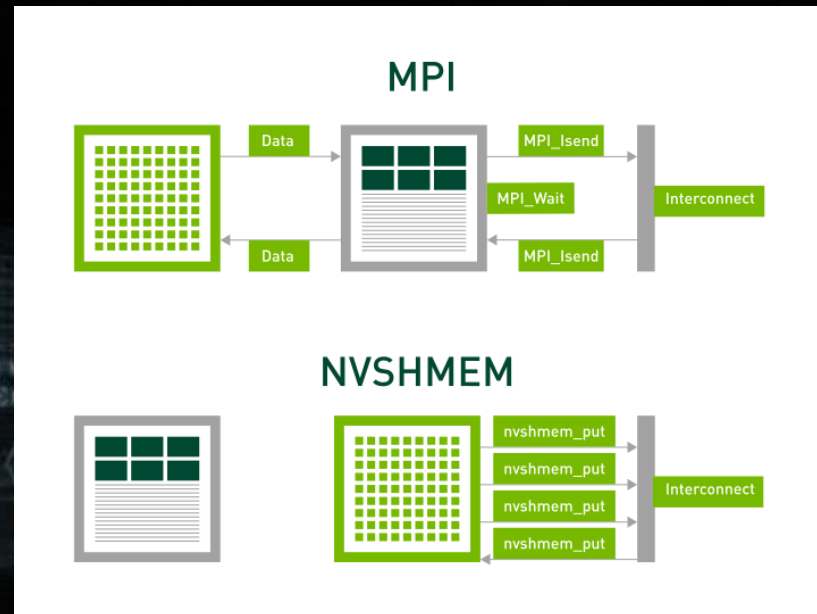 MPI
Data
MPI_Isend
MPI_Wait
Interconnect
Data
MPI_Isend
NVSHMEM
nvshmem_put
nvshmem_put
Interconnect
nvshmem_put
nvshmem_put